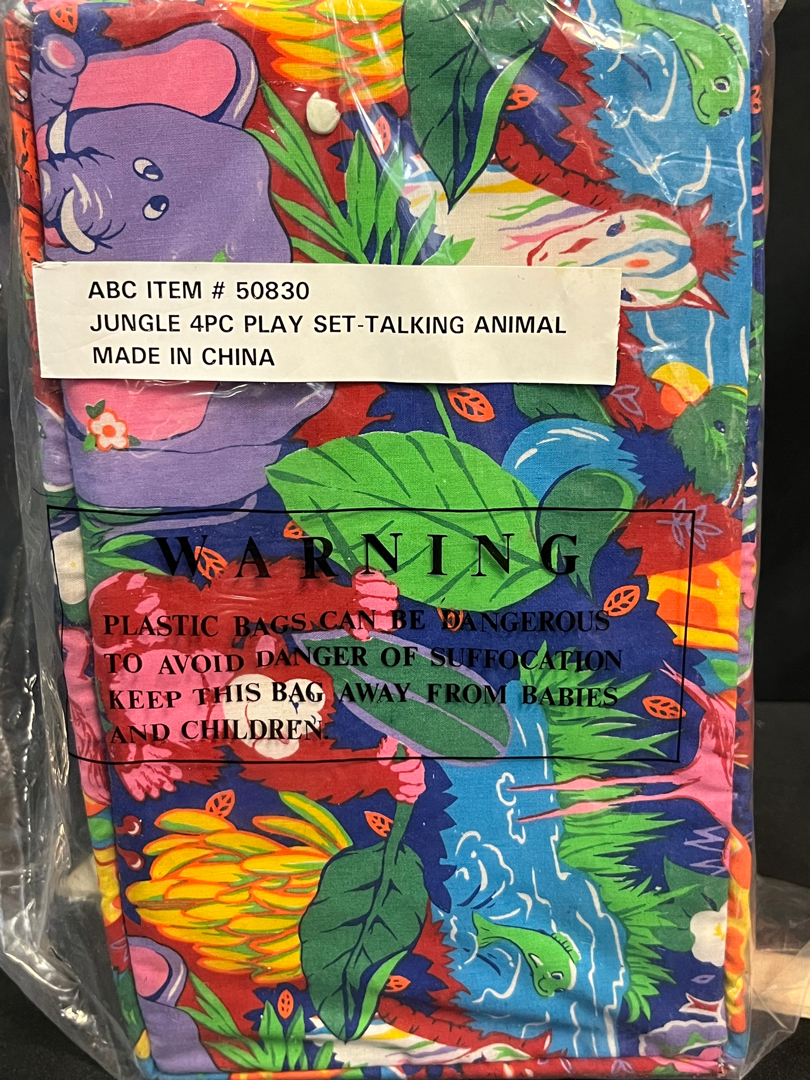 ABC ITEM # 50830
JUNGLE 4PC PLAY SET-TALKING ANIMAL
MADE IN CHINA
WARNING
PLASTIC BAGS CAN BE DANGEROUS
TO AVOID DANGER OF SUFFOCATION
KEEP THIS BAG AWAY FROM BABIES
AND CHILDREN.